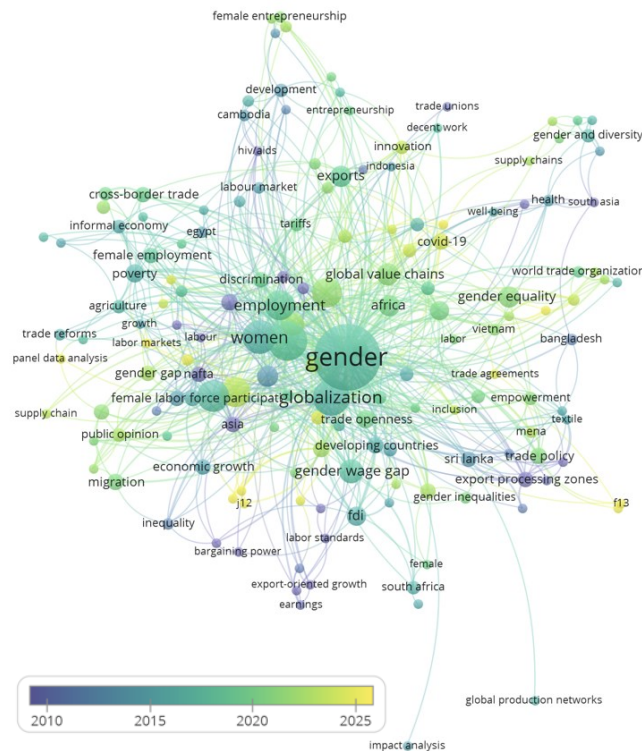 female entrepreneurship
development
trade unions
cambodia
entrepreneurship
decent work
gender and diversity
hiv/aids
innovation
indonesia
supply chains
labour market
exports
cross-border trade
health
south asia
well-being
informal economy
tariffs
egypt
covid-19
female employment
poverty
discrimination
global value chains
world trade organization
agriculture
employment
africa
gender equality
growth
trade reforms
women
labour
labor
vietnam
bangladesh
labor markets
panel data analysis
gender
gender gap
nafta
trade agreements
female labor force participat
globalization
empowerment
supply chain
inclusion
textile
asia
trade openness
public opinion
mena
developing countries
sri lanka
trade policy
economic growth
gender wage gap
migration
export processing zones
gender inequalities
j12
f13
fdi
inequality
labor standards
bargaining power
female
export-oriented growth
south africa
earnings
global production networks
2010 2015 2020 2025
impact analysis